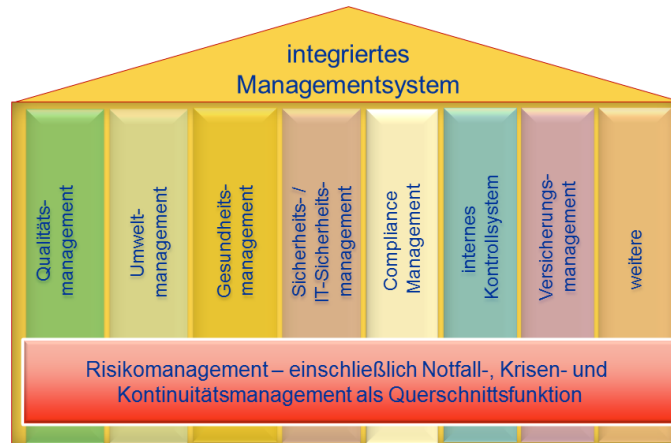 integriertes
Managementsystem
Qualitäts-
management
Umwelt-
management
Gesundheits-
management
Sicherheits- /
IT-Sicherheits-
management
Compliance
Management
internes
Kontrollsystem
Versicherungs-
management
weitere
Risikomanagement – einschließlich Notfall-, Krisen- und
Kontinuitätsmanagement als Querschnittsfunktion